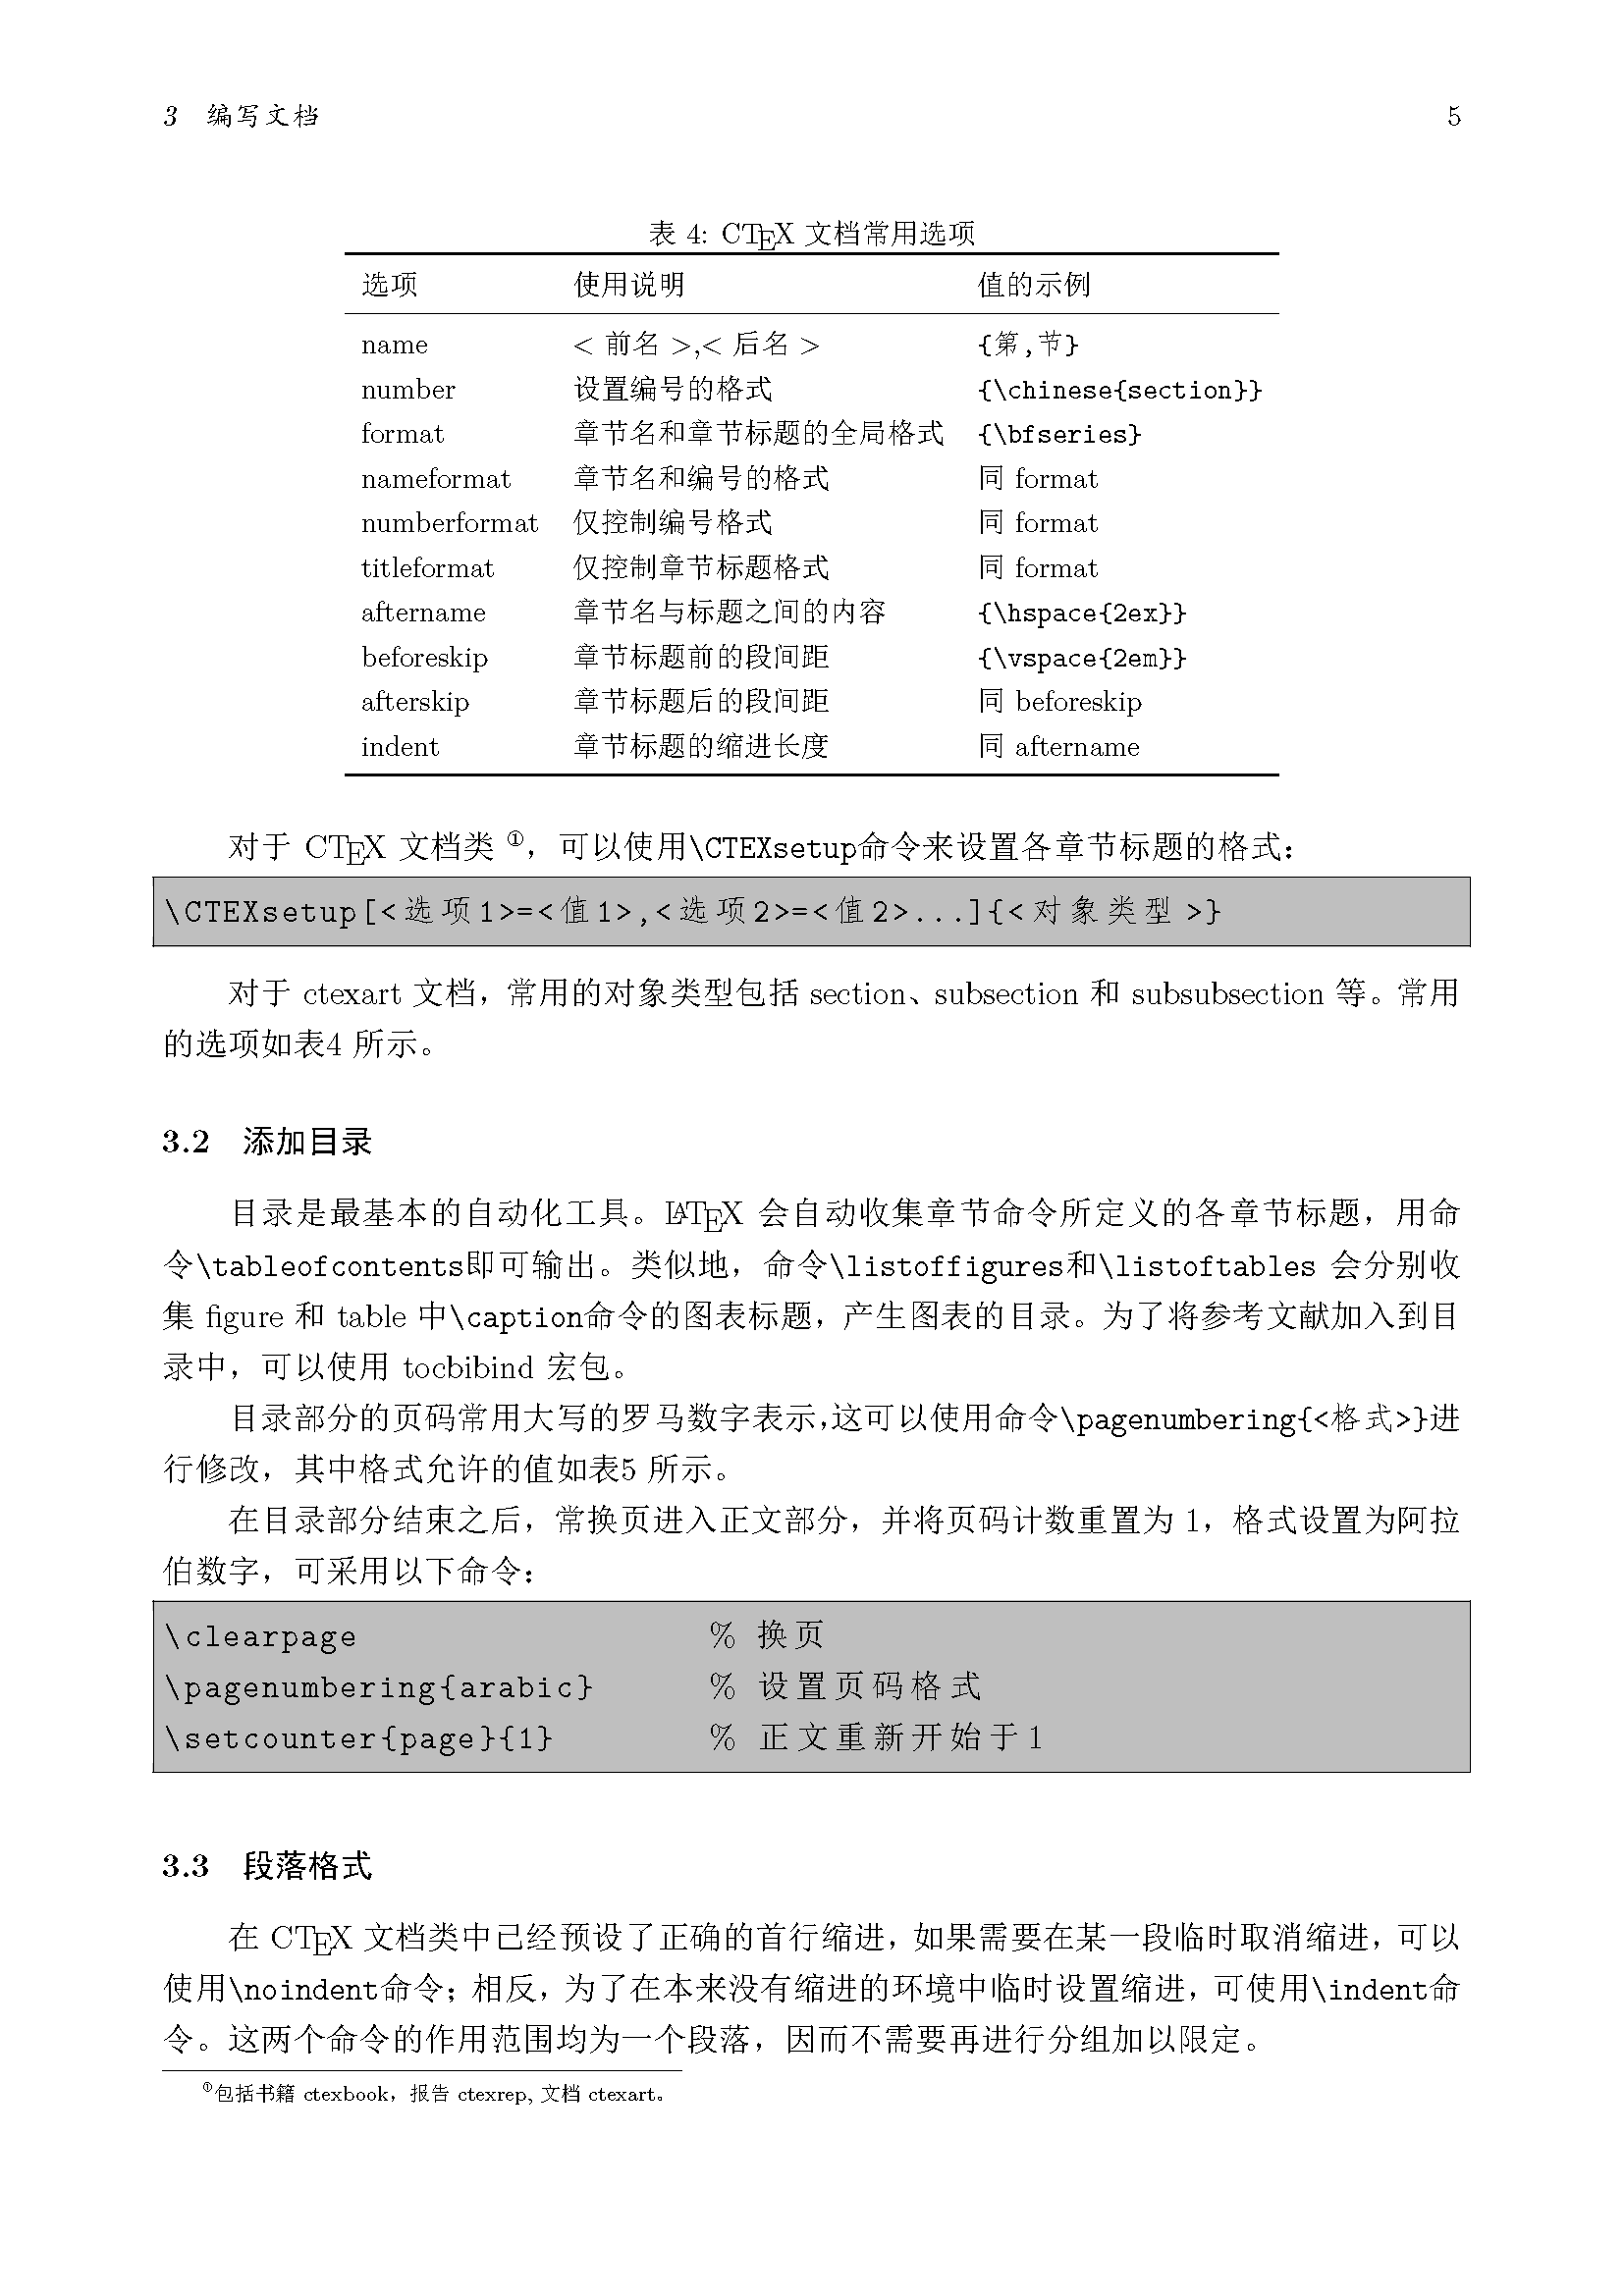 3 编写文档 5
表 4: CTEX 文档常用选项
选项 使用说明 值的示例
name < 前名 >,< 后名 > {第,节}
number 设置编号的格式 {\chinese{section}}
format 章节名和章节标题的全局格式 {\bfseries}
nameformat 章节名和编号的格式 同 format
numberformat 仅控制编号格式 同 format
titleformat 仅控制章节标题格式 同 format
aftername 章节名与标题之间的内容 {\hspace{2ex}}
beforeskip 章节标题前的段间距 {\vspace{2em}}
afterskip 章节标题后的段间距 同 beforeskip
indent 章节标题的缩进长度 同 aftername
对于 CTEX 文档类 ①，可以使用\CTEXsetup命令来设置各章节标题的格式：
\CTEXsetup[<选项1>=<值1>,<选项2>=<值2>...]{<对象类型>}
对于 ctexart 文档，常用的对象类型包括 section、subsection 和 subsubsection 等。常用
的选项如表4 所示。
3.2 添加目录
目录是最基本的自动化工具。LATEX 会自动收集章节命令所定义的各章节标题，用命
令\tableofcontents即可输出。类似地，命令\listoffigures和\listoftables 会分别收
集 figure 和 table 中\caption命令的图表标题，产生图表的目录。为了将参考文献加入到目
录中，可以使用 tocbibind 宏包。
目录部分的页码常用大写的罗马数字表示，这可以使用命令\pagenumbering{<格式>}进
行修改，其中格式允许的值如表5 所示。
在目录部分结束之后，常换页进入正文部分，并将页码计数重置为 1，格式设置为阿拉
伯数字，可采用以下命令：
\clearpage % 换页
\pagenumbering{arabic} % 设置页码格式
\setcounter{page}{1} % 正文重新开始于1
3.3 段落格式
在 CTEX 文档类中已经预设了正确的首行缩进，如果需要在某一段临时取消缩进，可以
使用\noindent命令；相反，为了在本来没有缩进的环境中临时设置缩进，可使用\indent命
令。这两个命令的作用范围均为一个段落，因而不需要再进行分组加以限定。
①包括书籍 ctexbook，报告 ctexrep, 文档 ctexart。